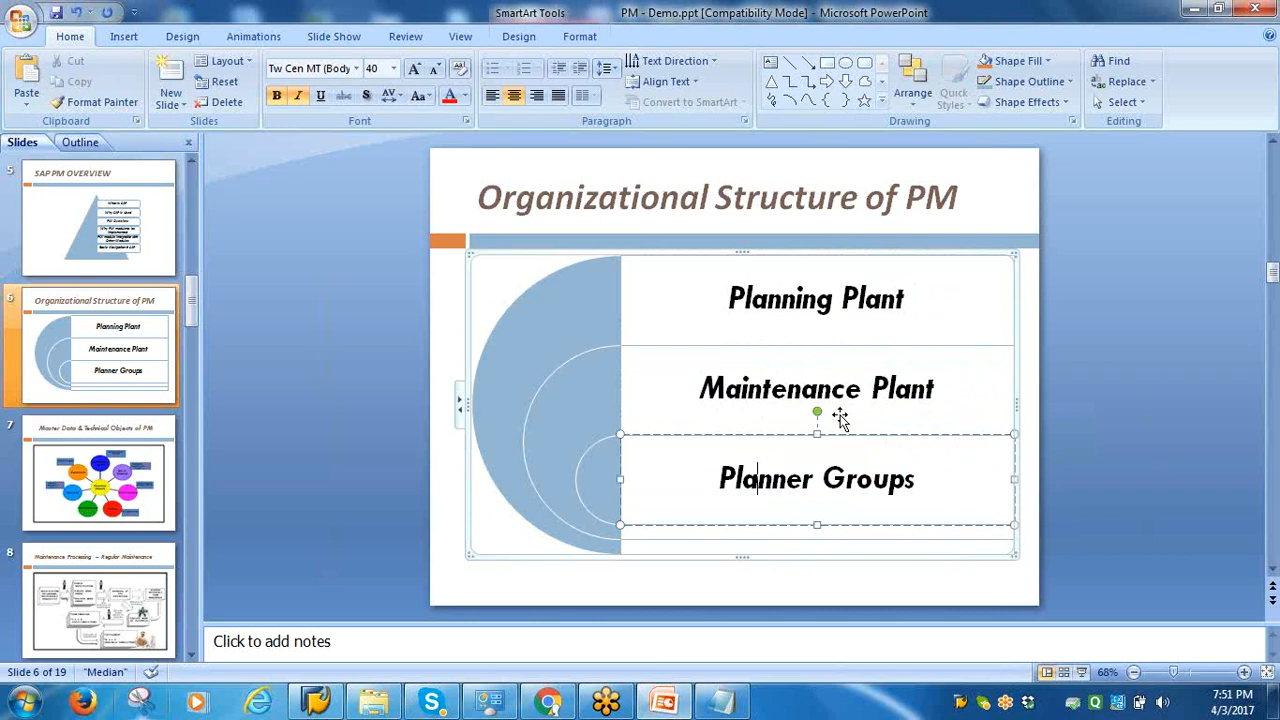 SmartArt Tools
PM - Demo.ppt [Compatibility Mode] - Microsoft PowerPoint
Home Insert Design Animations Slide Show Review View Design Format
Cut
Copy
Format Painter
Paste
Clipboard
New
Slide
Layout
Reset
Delete
Slides
Tw Cen MT (Body 40
B I U abc S AV Aa A
Font
Text Direction
Align Text
Convert to SmartArt
Paragraph
Arrange
Quick
Styles
Shape Fill
Shape Outline
Shape Effects
Drawing
Find
Replace
Select
Editing
Slides Outline
5
SAP PM OVERVIEW
6
Organizational Structure of PM
Planning Plant
Maintenance Plant
Planner Groups
7
Master Data & Technical Objects of PM
8
Maintenance Processing – Regular Maintenance
Organizational Structure of PM
Planning Plant
Maintenance Plant
Planner Groups
Click to add notes
Slide 6 of 19 "Median" 68%
7:51 PM
4/3/2017